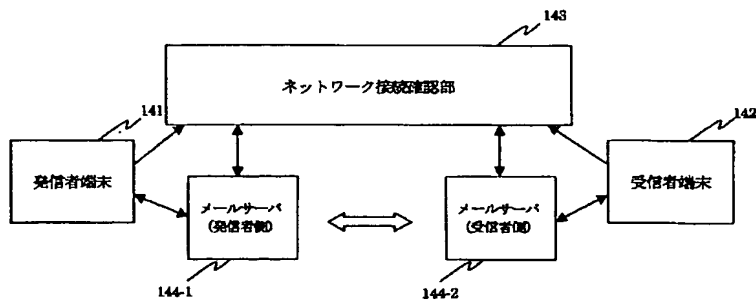 143
ネットワーク接続確認部
141
142
発信者端末
受信者端末
メールサーバ
(発信者側)
メールサーバ
(受信者側)
144-1
144-2